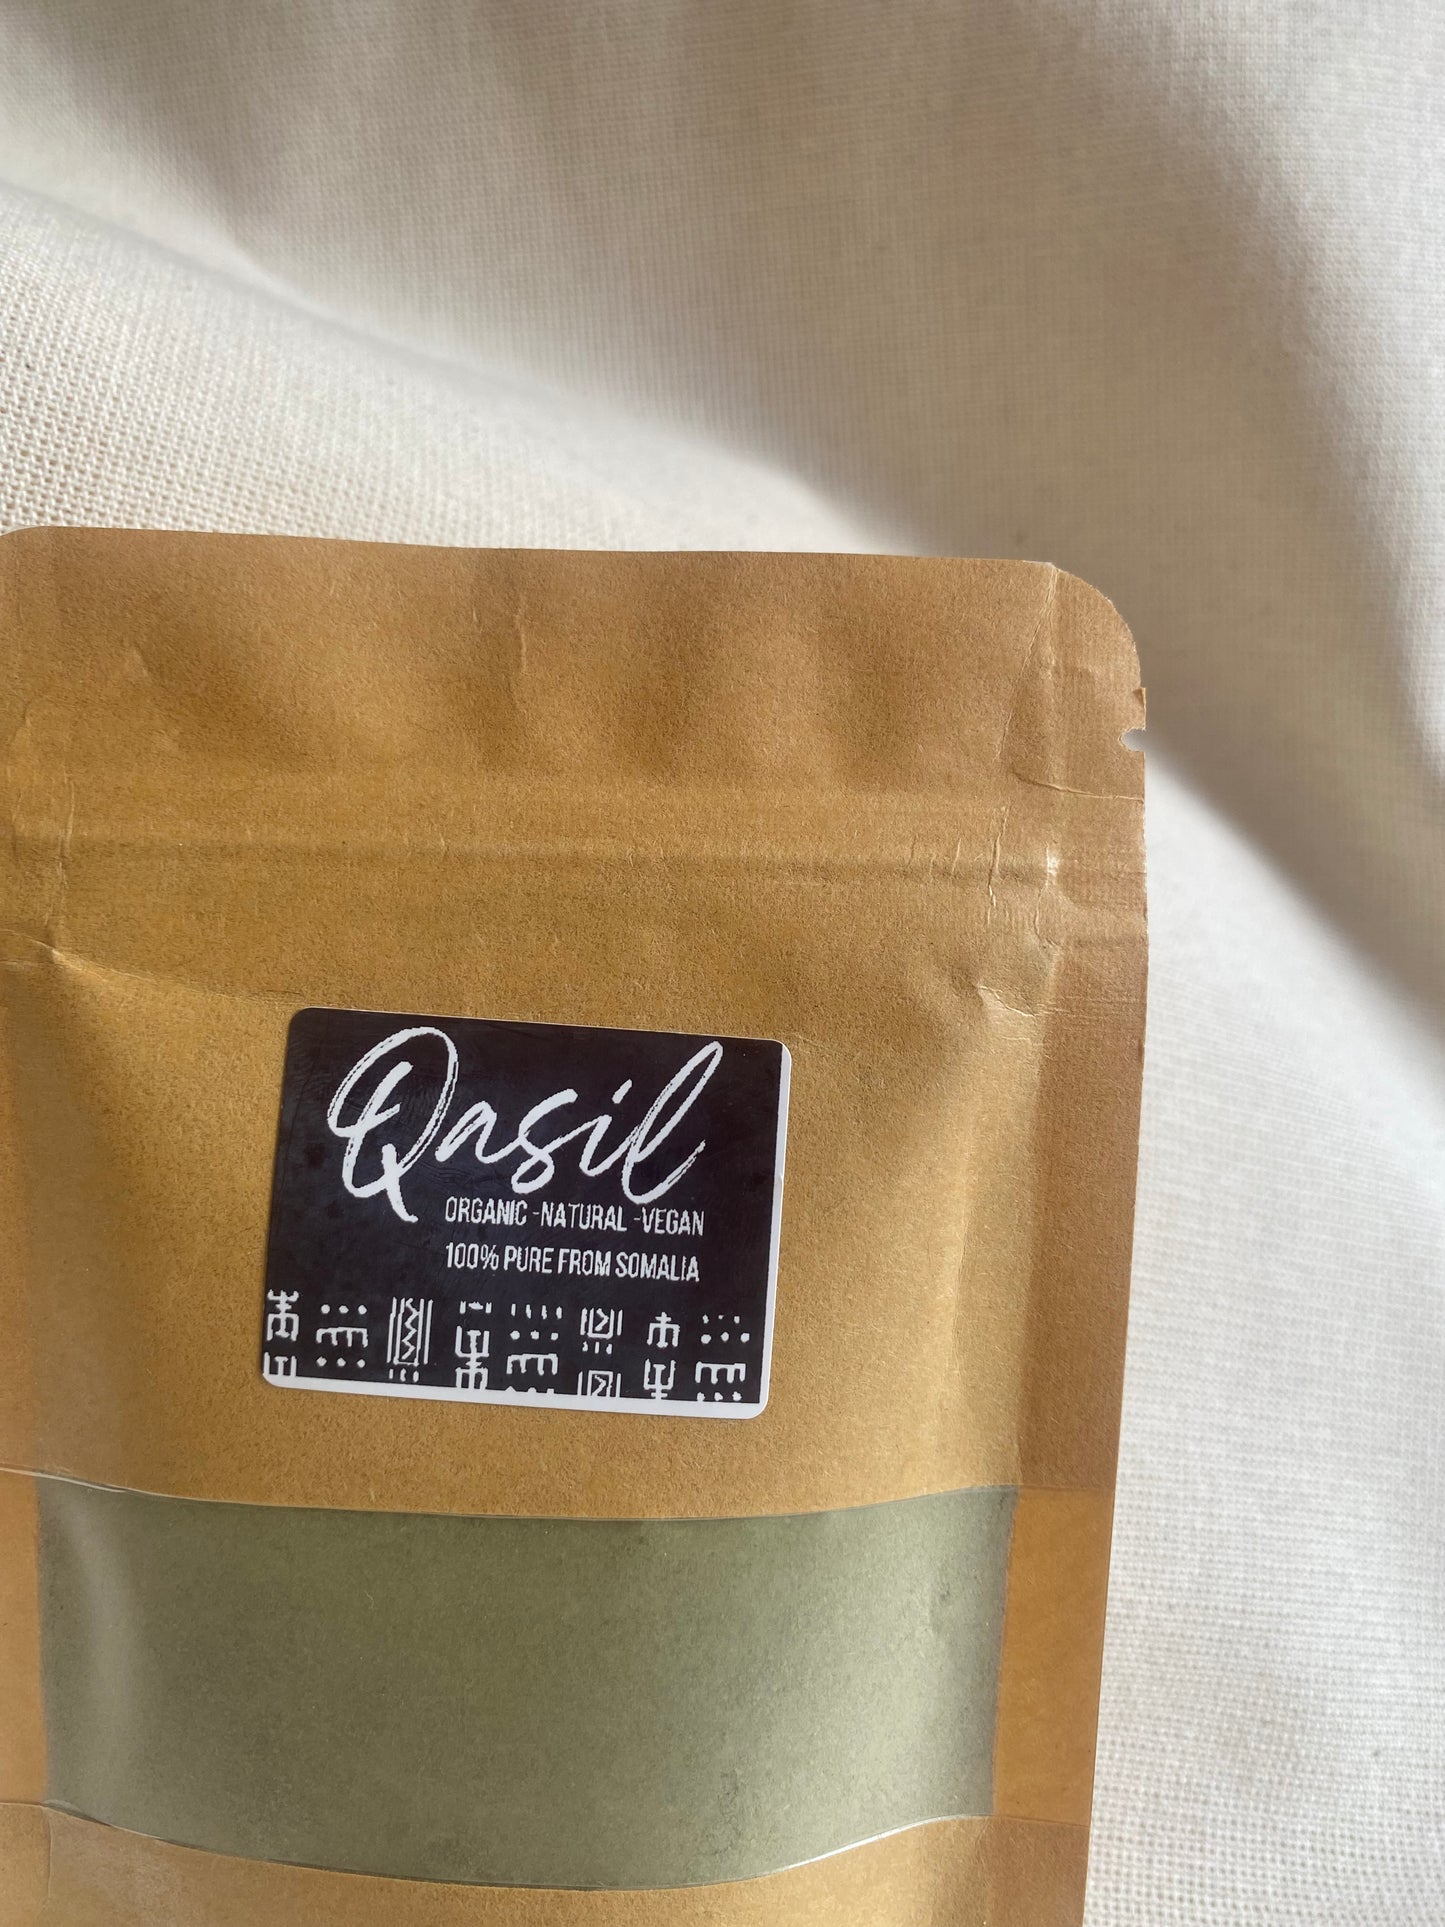 Qasil
ORGANIC -NATURAL -VEGAN
100% PURE FROM SOMALIA